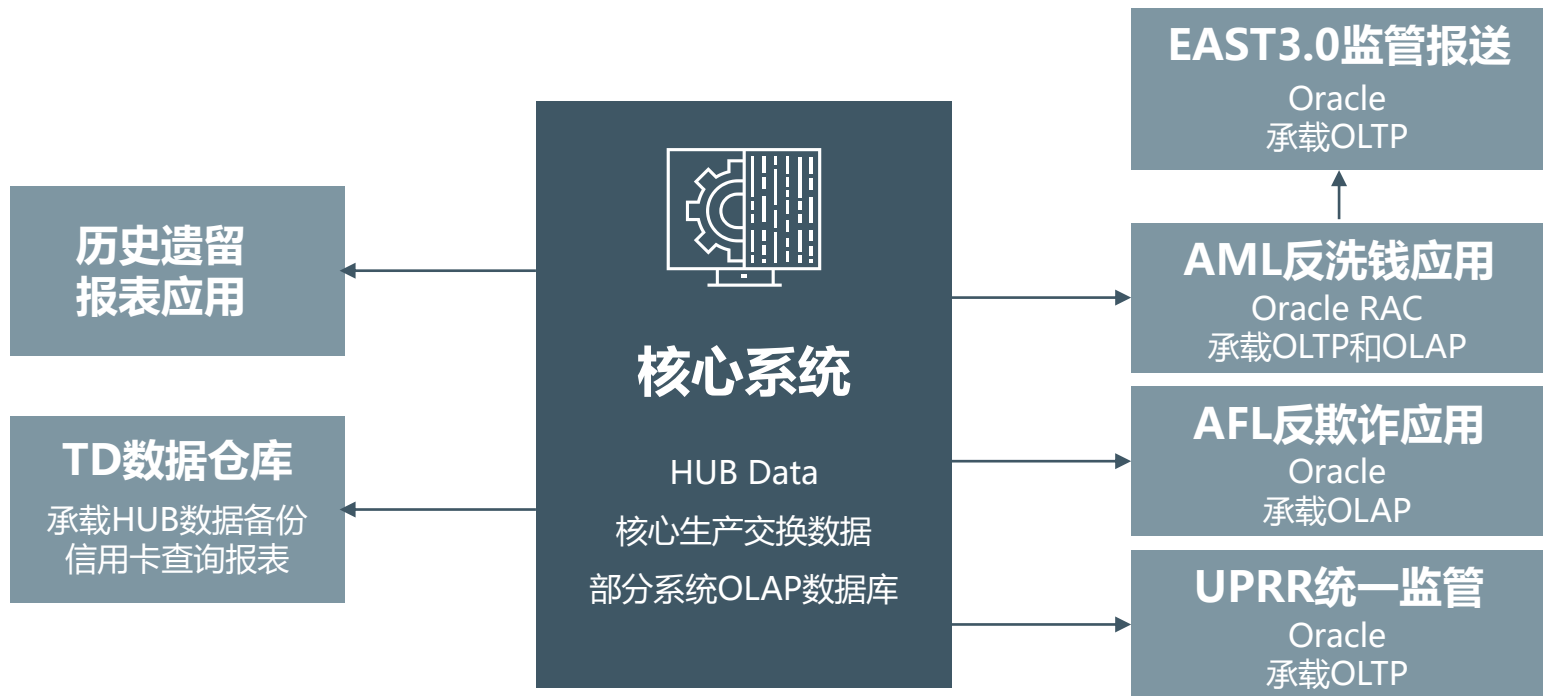 历史遗留
报表应用
TD数据仓库
承载HUB数据备份
信用卡查询报表
核心系统
HUB Data
核心生产交换数据
部分系统OLAP数据库
EAST3.0监管报送
Oracle
承载OLTP
AML反洗钱应用
Oracle RAC
承载OLTP和OLAP
AFL反欺诈应用
Oracle
承载OLAP
UPRR统一监管
Oracle
承载OLTP